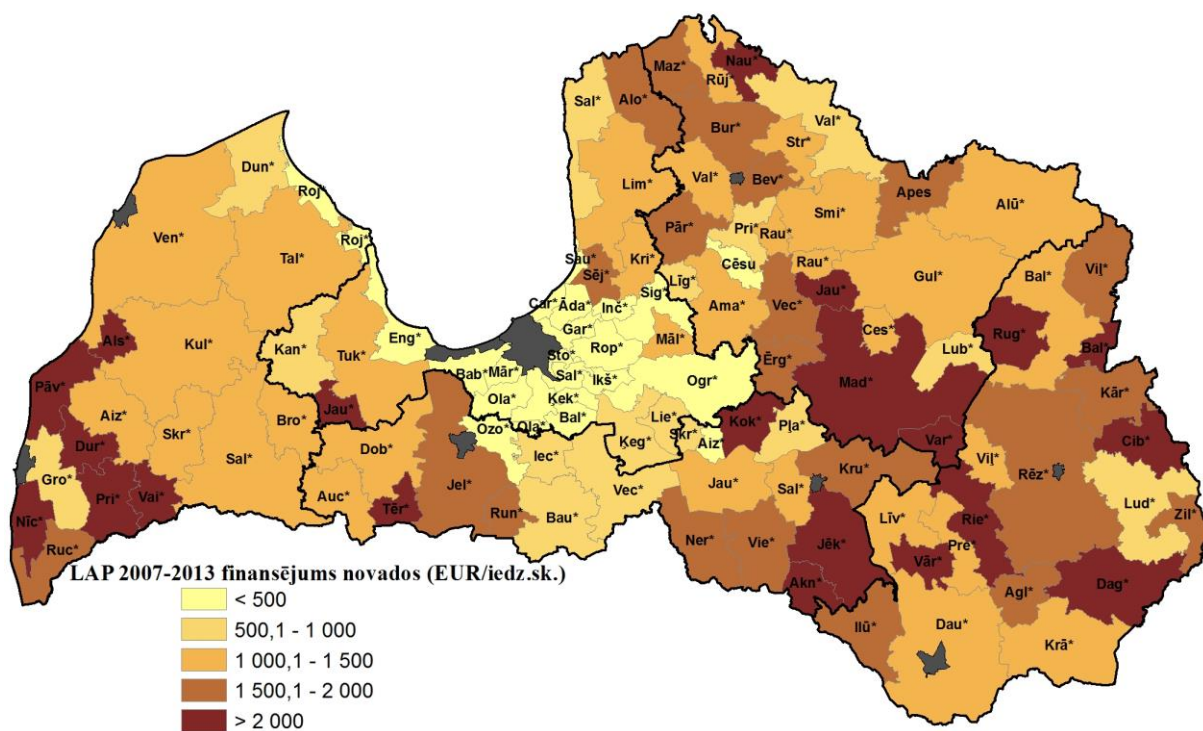 Maz*
Nau*
Rūj*
Sal*
Alo*
Val*
Bur*
Str*
Dun*
Roj*
Lim*
Val*
Bev*
Apes
Alū*
Ven*
Pār*
Pri*
Rau*
Smi*
Roj*
Tal*
Sau*
Sēj*
Kri*
Cēsu
Rau*
Gul*
Bal*
Viļ*
Car*
Āda*
Inč*
Sig*
Līg*
Ama*
Vec*
Jau*
Ces*
Rug*
Bal*
Als*
Kul*
Kan*
Tuk*
Eng*
Gar*
Rop*
Māl*
Lub*
Pāv*
Bab*
Mār*
Sto*
Sal*
Ikš*
Ogr*
Ērg*
Mad*
Kār*
Aiz*
Skr*
Bro*
Jau*
Ola*
Ķek*
Bal*
Lie*
Kok*
Pļa*
Var*
Cib*
Dur*
Sal*
Dob*
Ozo*
Ola*
Iec*
Ķeg*
Skr*
Aiz*
Viļ*
Rēz*
Gro*
Pri*
Vai*
Auc*
Tēr*
Jel*
Run*
Bau*
Vec*
Jau*
Sal*
Kru*
Līv*
Rie*
Lud*
Zil*
Nīc*
Ruc*
Ner*
Vie*
Jēk*
Akn*
Vār*
Pre*
Agl*
Dag*
Ilū*
Dau*
Krā*
LAP 2007-2013 finansējums novados (EUR/iedz.sk.)
< 500
500,1 - 1 000
1 000,1 - 1 500
1 500,1 - 2 000
> 2 000